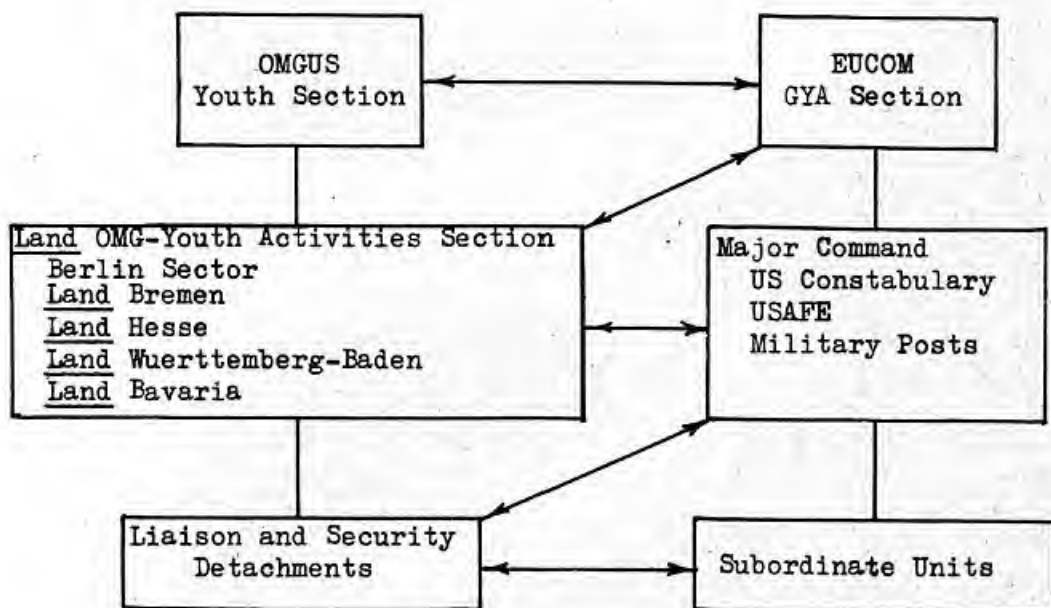 OMGUS
Youth Section
EUCOM
GYA Section
Land OMG-Youth Activities Section
Berlin Sector
Land Bremen
Land Hesse
Land Wuerttemberg-Baden
Land Bavaria
Major Command
US Constabulary
USAFE
Military Posts
Liaison and Security
Detachments
Subordinate Units